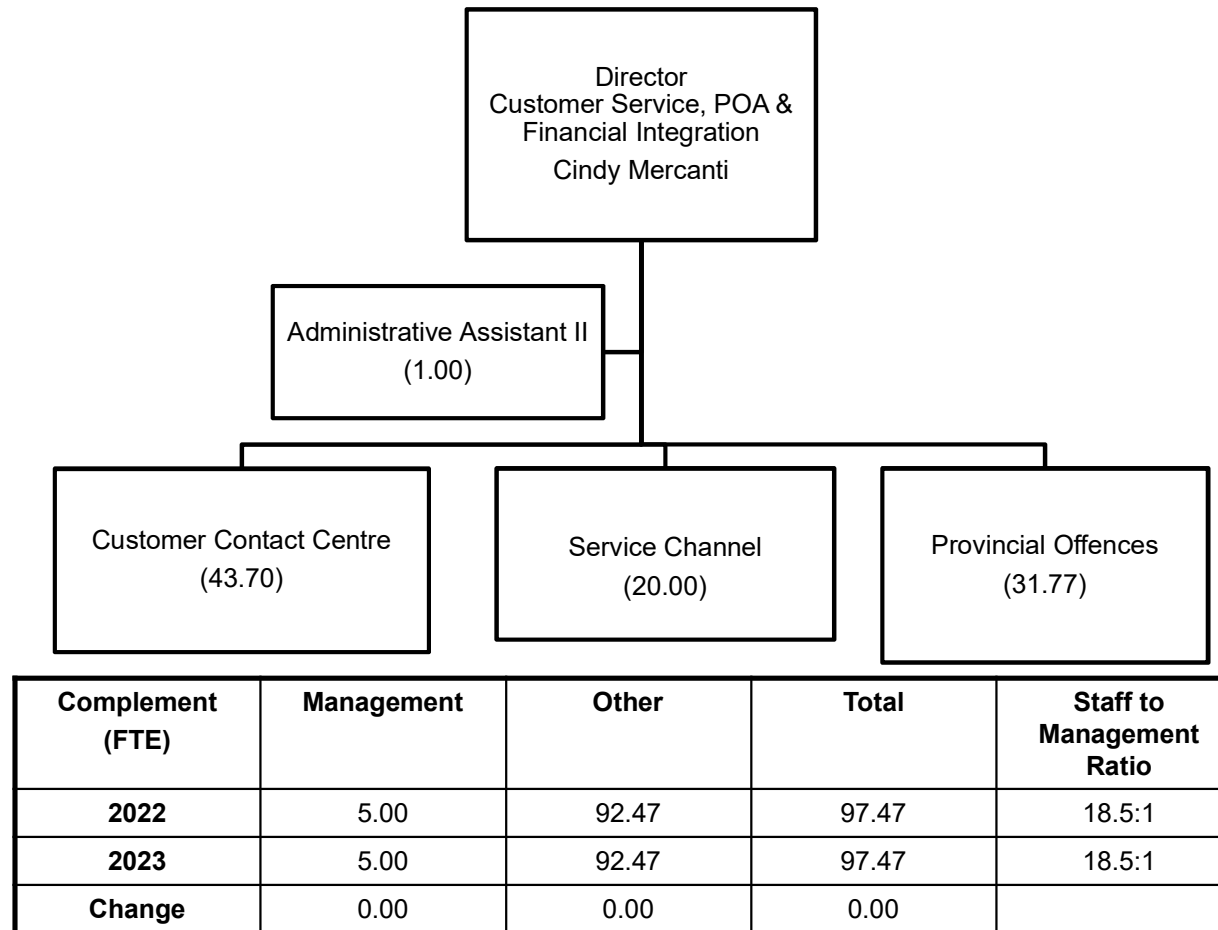 Director
Customer Service, POA &
Financial Integration
Cindy Mercanti
Administrative Assistant II
(1.00)
Customer Contact Centre
(43.70)
Service Channel
(20.00)
Provincial Offences
(31.77)
Complement (FTE) Management Other Total Staff to Management Ratio
2022 5.00 92.47 97.47 18.5:1
2023 5.00 92.47 97.47 18.5:1
Change 0.00 0.00 0.00